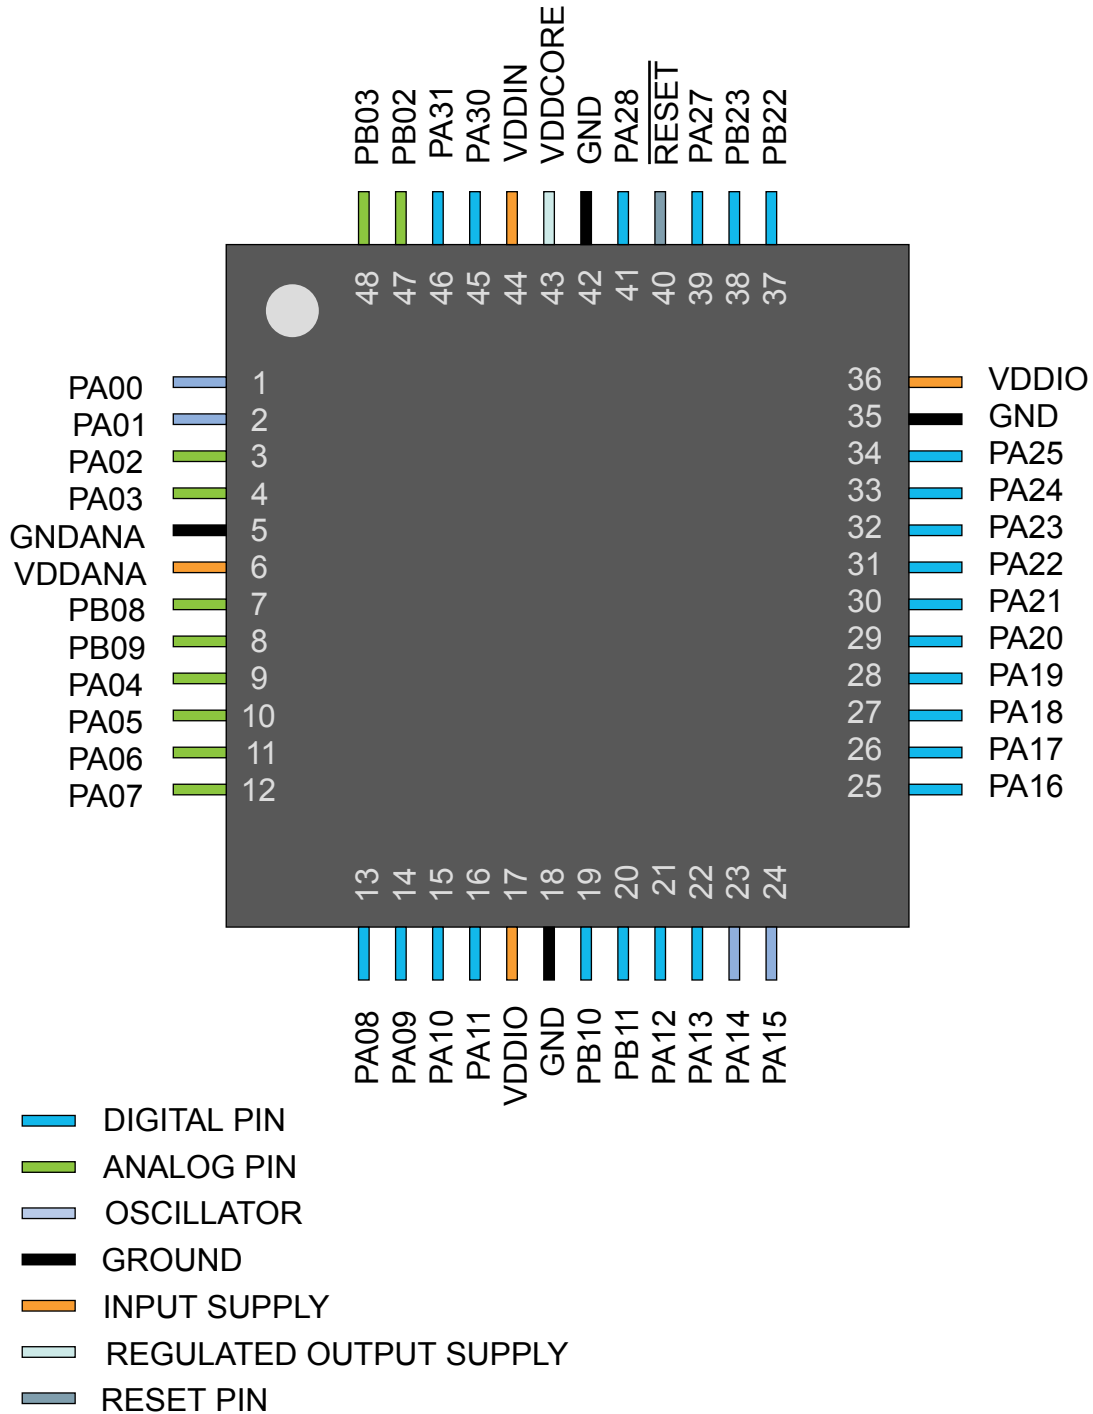 PB03 PB02 PA31 PA30 VDDIN VDDCORE GND PA28 RESET PA27 PB23 PB22
48 47 46 45 44 43 42 41 40 39 38 37
PA00 1 36 VDDIO
PA01 2 35 GND
PA02 3 34 PA25
PA03 4 33 PA24
GNDANA 5 32 PA23
VDDANA 6 31 PA22
PB08 7 30 PA21
PB09 8 29 PA20
PA04 9 28 PA19
PA05 10 27 PA18
PA06 11 26 PA17
PA07 12 25 PA16
13 14 15 16 17 18 19 20 21 22 23 24
PA08 PA09 PA10 PA11 VDDIO GND PB10 PB11 PA12 PA13 PA14 PA15
DIGITAL PIN
ANALOG PIN
OSCILLATOR
GROUND
INPUT SUPPLY
REGULATED OUTPUT SUPPLY
RESET PIN